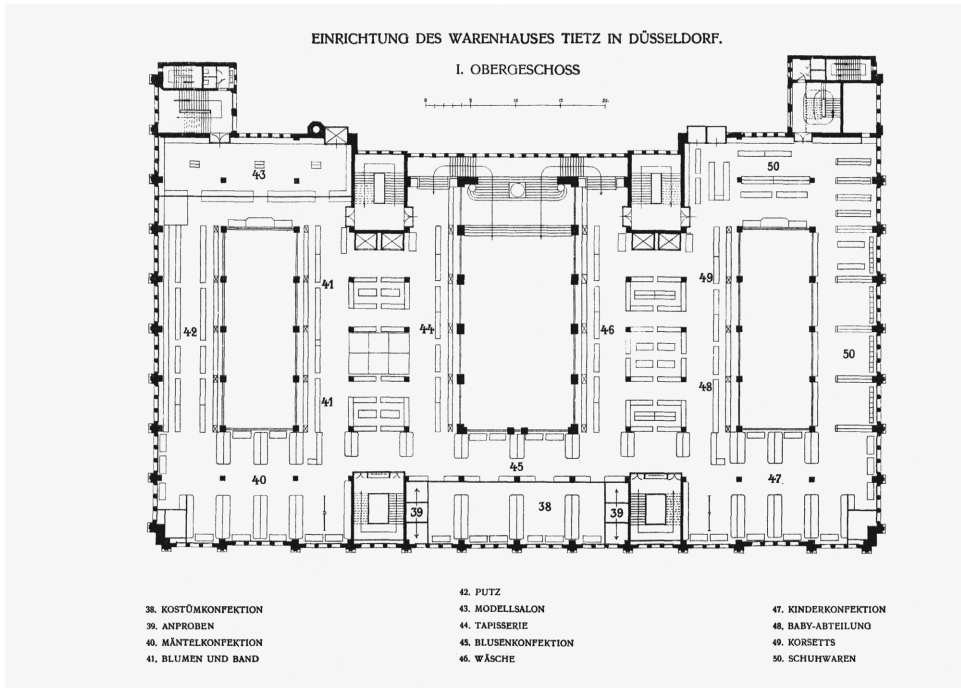 EINRICHTUNG DES WARENHAUSES TIETZ IN DÜSSELDORF.
I. OBERGESCHOSS
0 5 10 15 20
43
50
41
49
44
46
42
50
41
48
45
40
47
39
38
39
38. KOSTÜMKONFEKTION
39. ANPROBEN
40. MÄNTELKONFEKTION
41. BLUMEN UND BAND
42. PUTZ
43. MODELLSALON
44. TAPISSERIE
45. BLUSENKONFEKTION
46. WÄSCHE
47. KINDERKONFEKTION
48. BABY-ABTEILUNG
49. KORSETTS
50. SCHUHWAREN